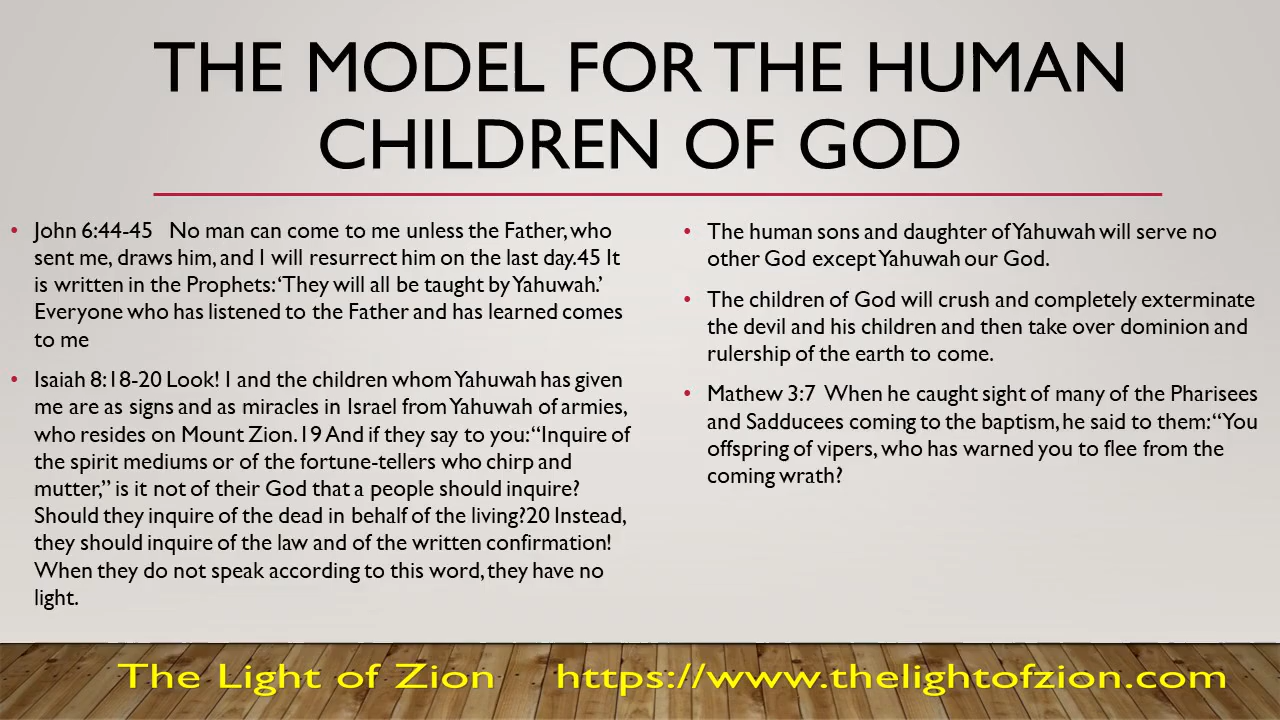 THE MODEL FOR THE HUMAN
CHILDREN OF GOD
• John 6:44-45 No man can come to me unless the Father, who
sent me, draws him, and I will resurrect him on the last day.45 It
is written in the Prophets: ‘They will all be taught by Yahuwah.’
Everyone who has listened to the Father and has learned comes
to me
• Isaiah 8:18-20 Look! I and the children whom Yahuwah has given
me are as signs and as miracles in Israel from Yahuwah of armies,
who resides on Mount Zion.19 And if they say to you: “Inquire of
the spirit mediums or of the fortune-tellers who chirp and
mutter,” is it not of their God that a people should inquire?
Should they inquire of the dead in behalf of the living?20 Instead,
they should inquire of the law and of the written confirmation!
When they do not speak according to this word, they have no
light.
• The human sons and daughter of Yahuwah will serve no
other God except Yahuwah our God.
• The children of God will crush and completely exterminate
the devil and his children and then take over dominion and
rulership of the earth to come.
• Mathew 3:7 When he caught sight of many of the Pharisees
and Sadducees coming to the baptism, he said to them: “You
offspring of vipers, who has warned you to flee from the
coming wrath?
The Light of Zion https://www.thelightofzion.com